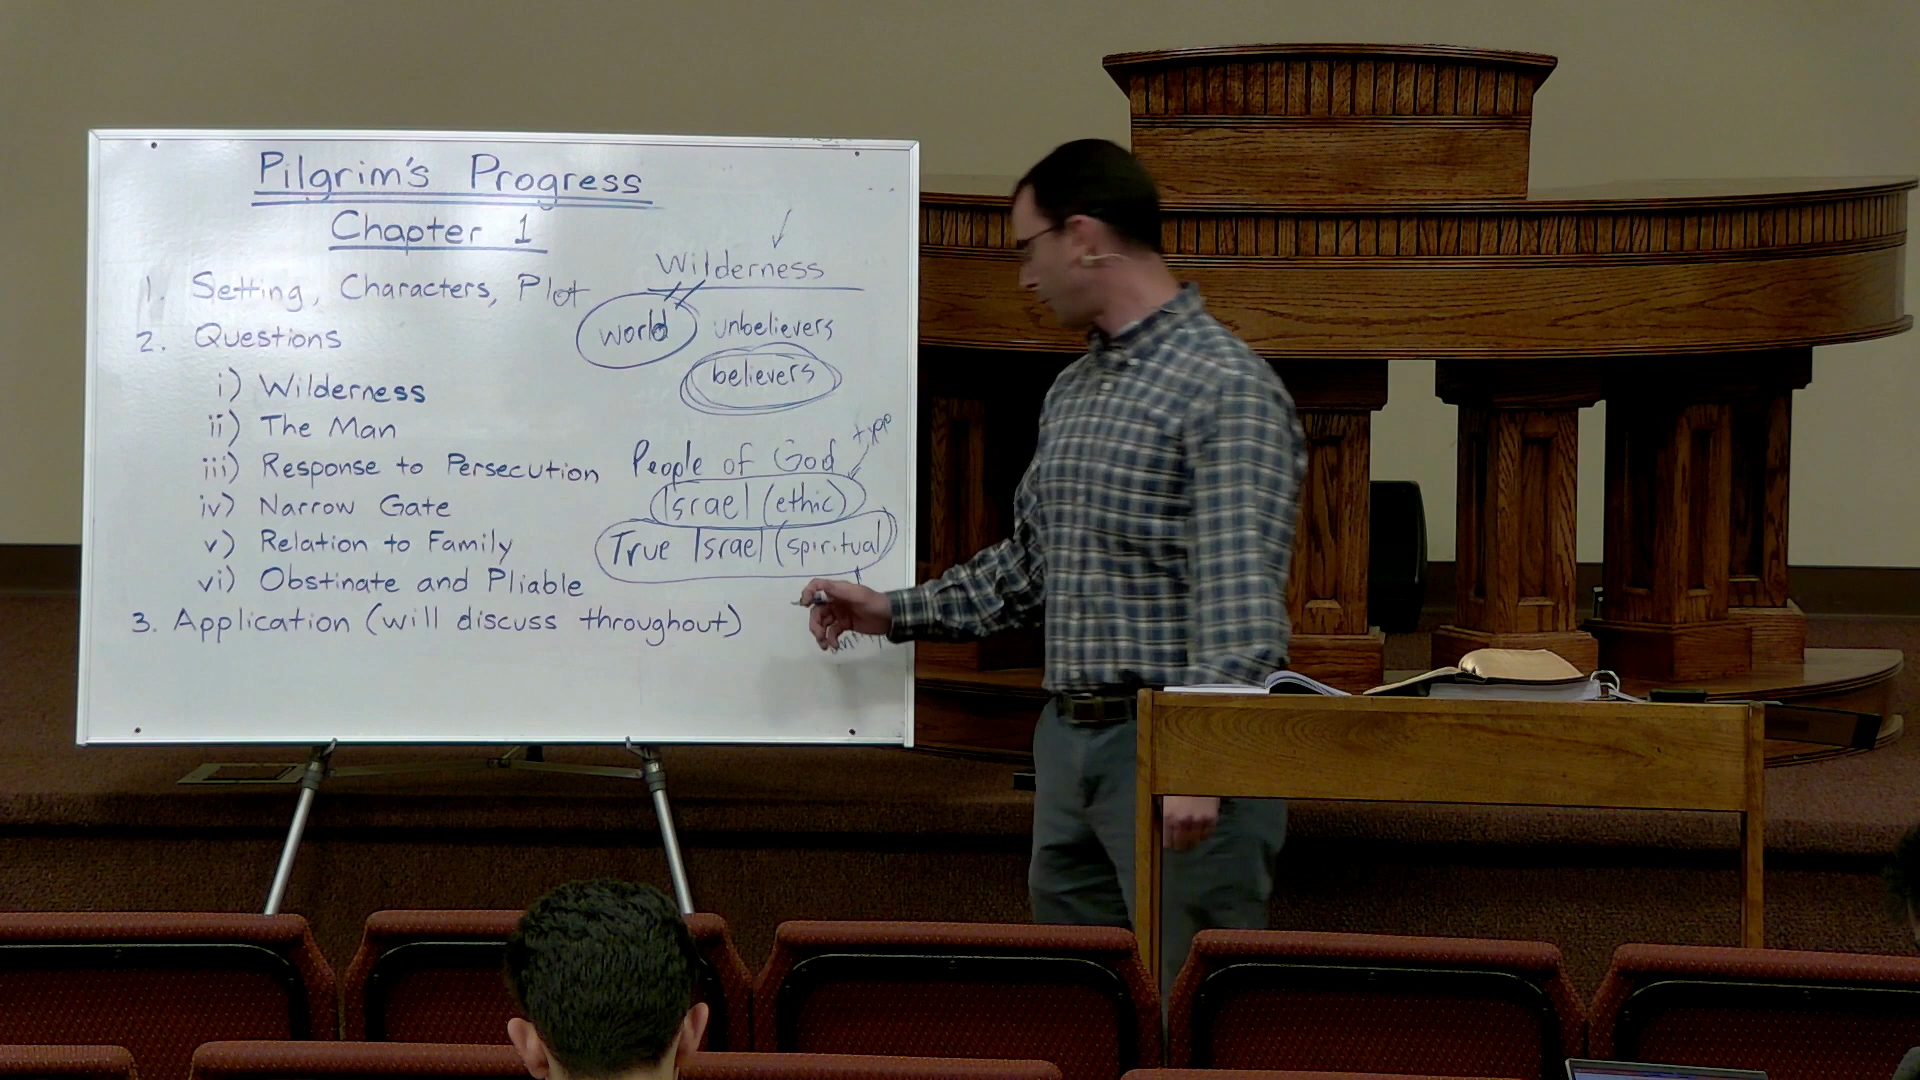 Pilgrim's Progress
Chapter 1
1. Setting, Characters, Plot
2. Questions
i) Wilderness
ii) The Man
iii) Response to Persecution
iv) Narrow Gate
v) Relation to Family
vi) Obstinate and Pliable
3. Application (will discuss throughout)
Wilderness
world unbelievers
believers
type
People of God
Israel (ethic)
True Israel (spiritual)